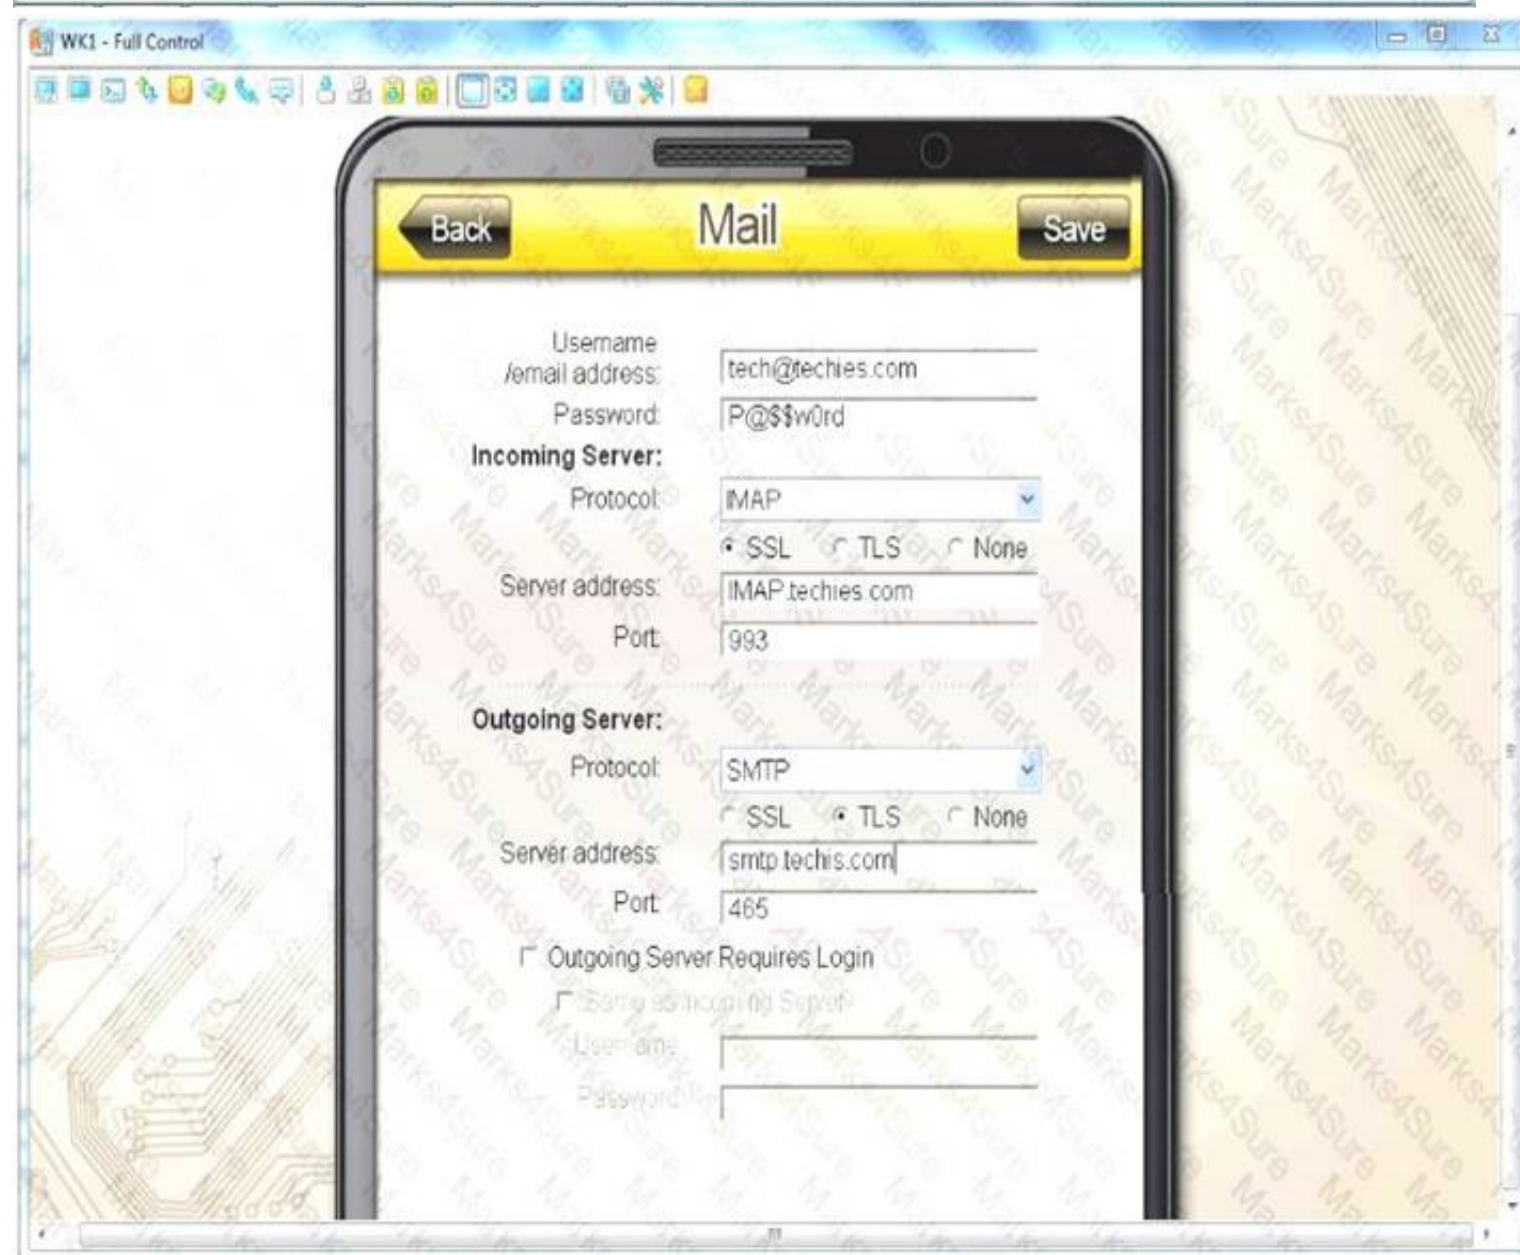 WK1 - Full Control
Back Mail Save
Username
/email address: tech@techies.com
Password: P@$$w0rd
Incoming Server:
Protocol: IMAP
SSL TLS None
Server address: IMAP.techies.com
Port: 993
Outgoing Server:
Protocol: SMTP
SSL TLS None
Server address: smtp.techis.com
Port: 465
Outgoing Server Requires Login
Same as Incoming Server
Username
Password
Marks4Sure